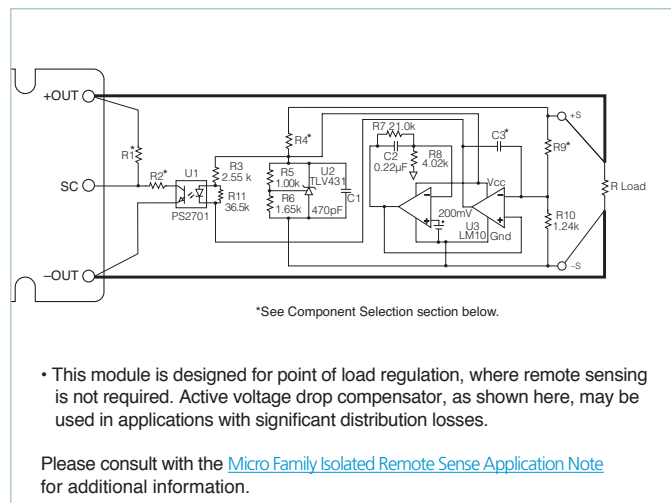 +OUT
SC
–OUT
R1*
R2*
U1
PS2701
R3
2.55 k
R11
36.5k
R4*
R5
1.00k
R6
1.65k
U2
TLV431
470pF
C1
R7 21.0k
C2
0.22µF
R8
4.02k
Vcc
200mV
U3
LM10
Gnd
C3*
R9*
R10
1.24k
+S
–S
R Load
*See Component Selection section below.
• This module is designed for point of load regulation, where remote sensing
is not required. Active voltage drop compensator, as shown here, may be
used in applications with significant distribution losses.
Please consult with the Micro Family Isolated Remote Sense Application Note
for additional information.